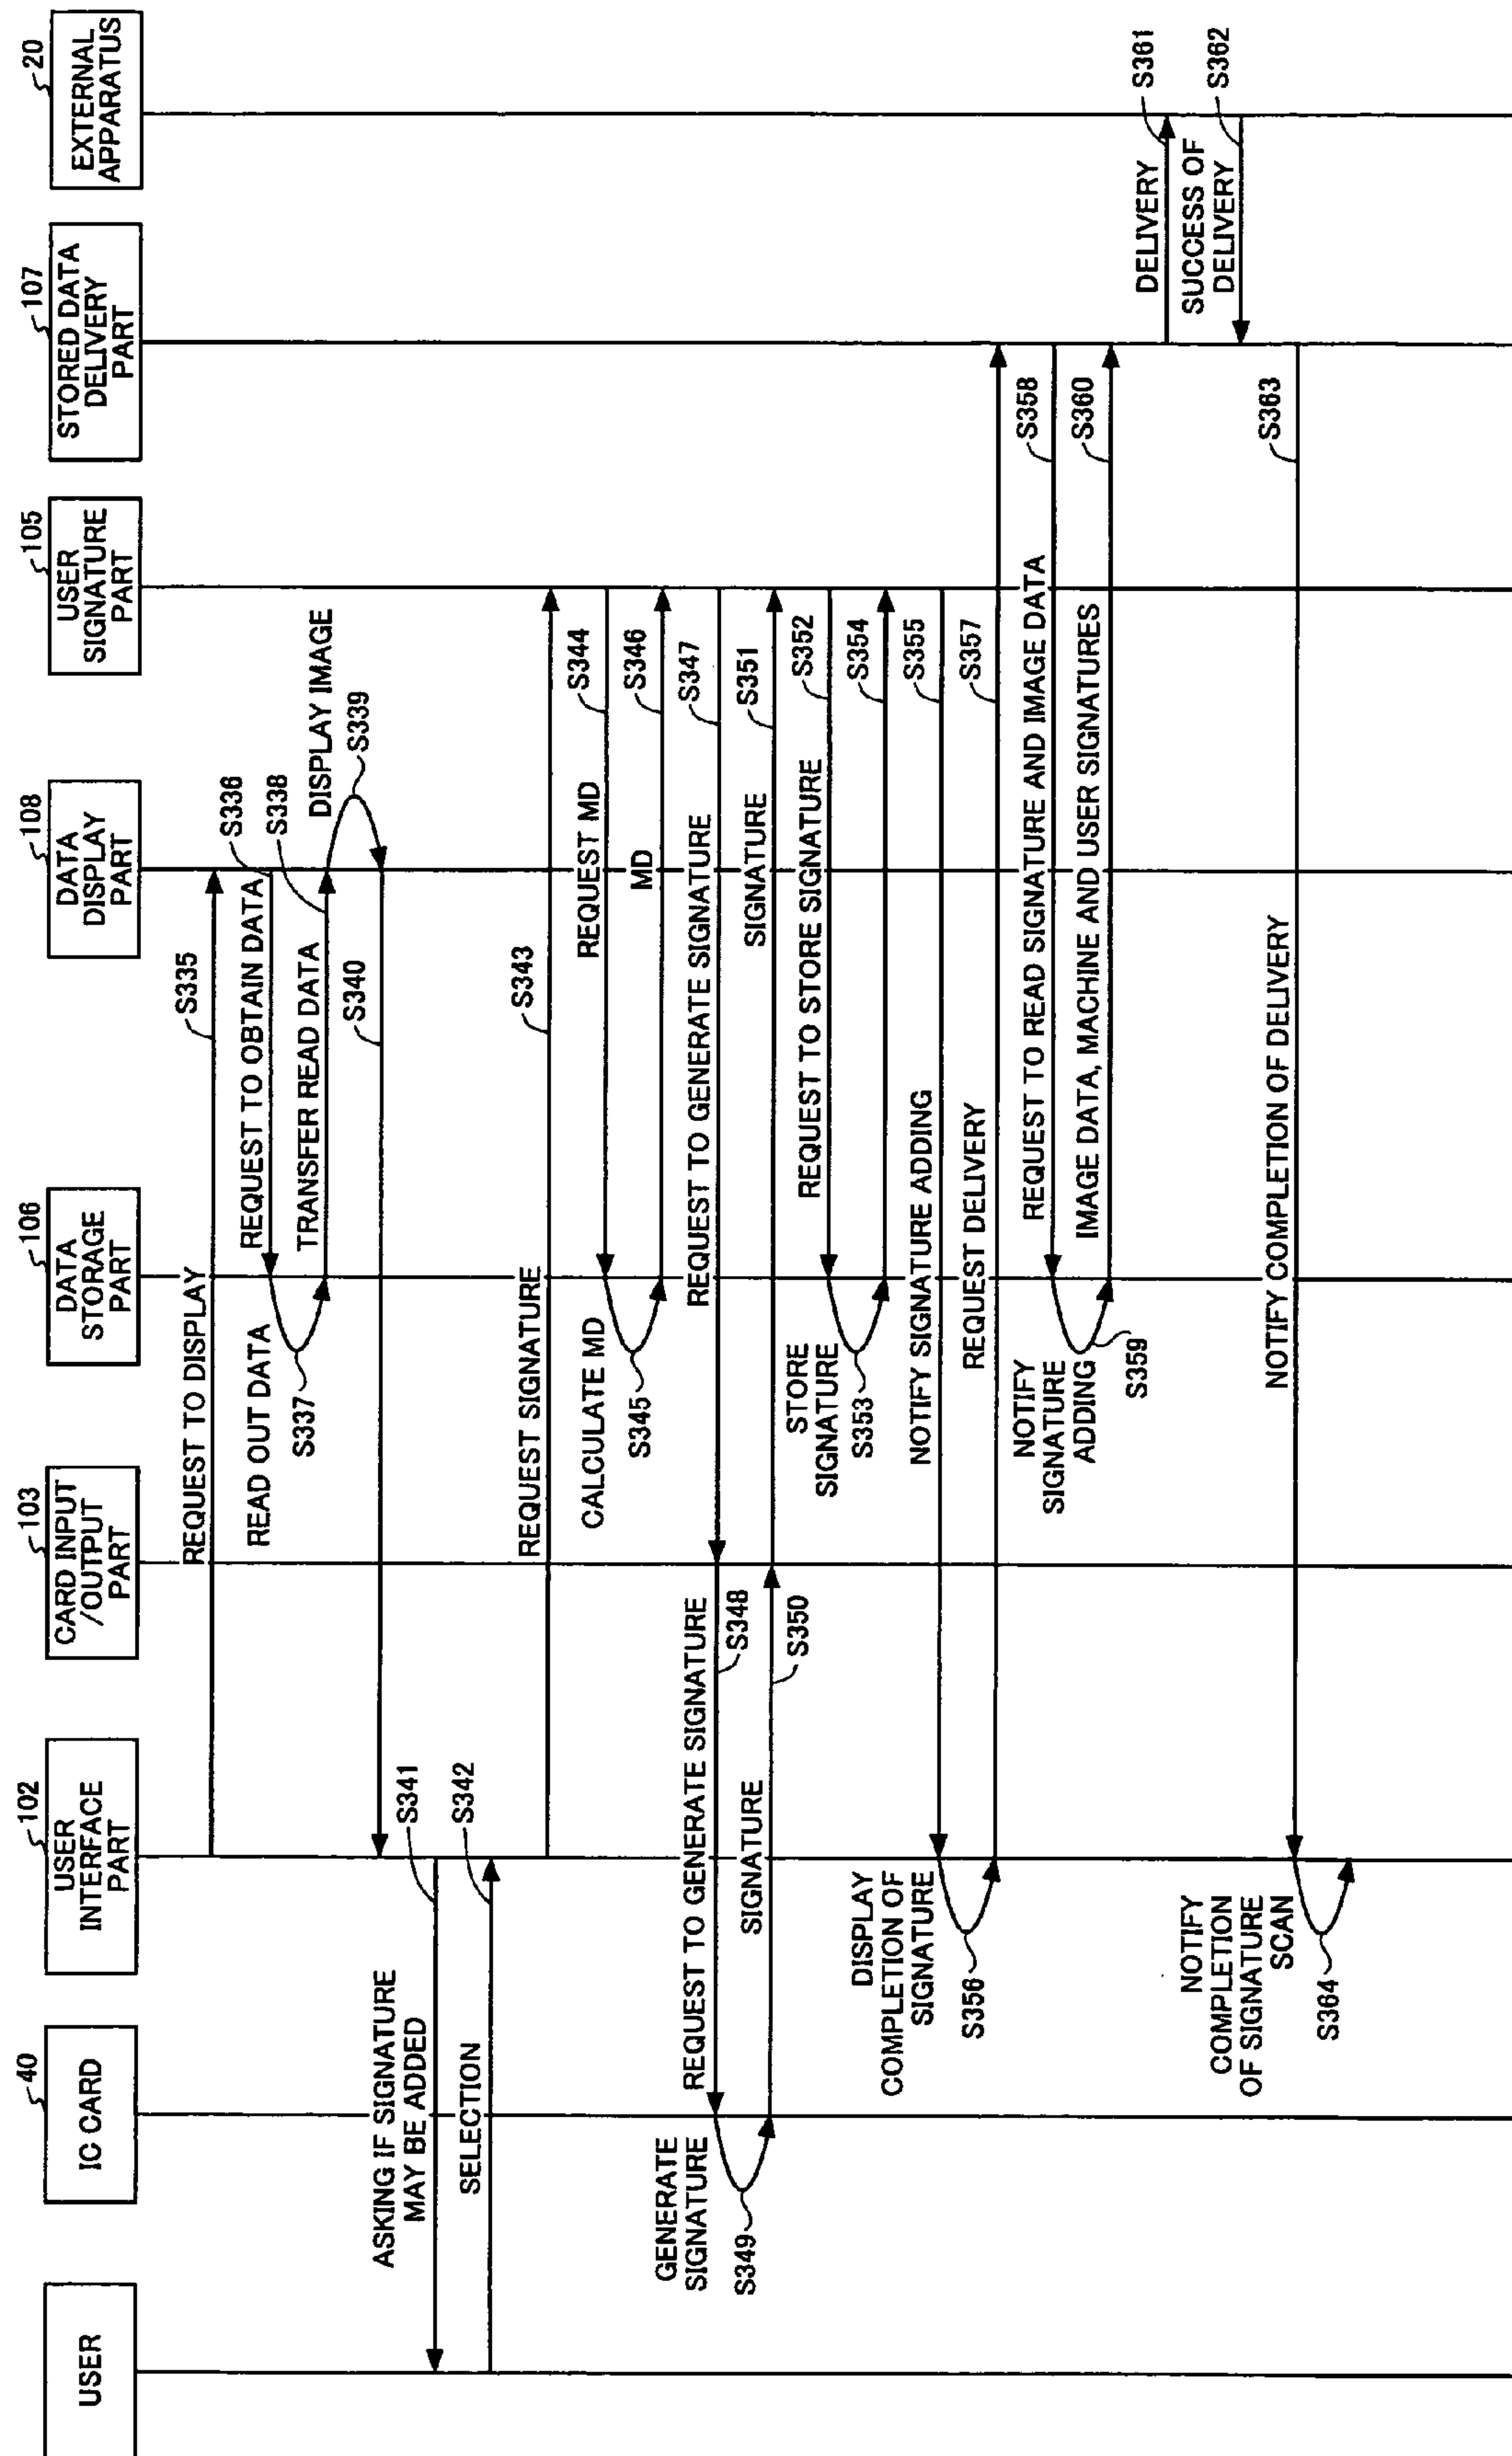 USER
40
IC CARD
102
USER
INTERFACE
PART
103
CARD INPUT
/OUTPUT
PART
106
DATA
STORAGE
PART
108
DATA
DISPLAY
PART
105
USER
SIGNATURE
PART
107
STORED DATA
DELIVERY
PART
20
EXTERNAL
APPARATUS
REQUEST TO DISPLAY
S335
REQUEST TO OBTAIN DATA
S336
READ OUT DATA
S337
TRANSFER READ DATA
S338
DISPLAY IMAGE
S339
S340
ASKING IF SIGNATURE
MAY BE ADDED
S341
SELECTION
S342
REQUEST SIGNATURE
S343
REQUEST MD
S344
CALCULATE MD
S345
MD
S346
REQUEST TO GENERATE SIGNATURE
S347
REQUEST TO GENERATE SIGNATURE
S348
GENERATE
SIGNATURE
S349
SIGNATURE
S350
SIGNATURE
S351
REQUEST TO STORE SIGNATURE
S352
STORE
SIGNATURE
S353
S354
NOTIFY SIGNATURE ADDING
S355
DISPLAY
COMPLETION OF
SIGNATURE
S356
REQUEST DELIVERY
S357
REQUEST TO READ SIGNATURE AND IMAGE DATA
S358
NOTIFY
SIGNATURE
ADDING
S359
IMAGE DATA, MACHINE AND USER SIGNATURES
S360
DELIVERY
S361
SUCCESS OF
DELIVERY
S362
NOTIFY COMPLETION OF DELIVERY
S363
NOTIFY
COMPLETION
OF SIGNATURE
SCAN
S364